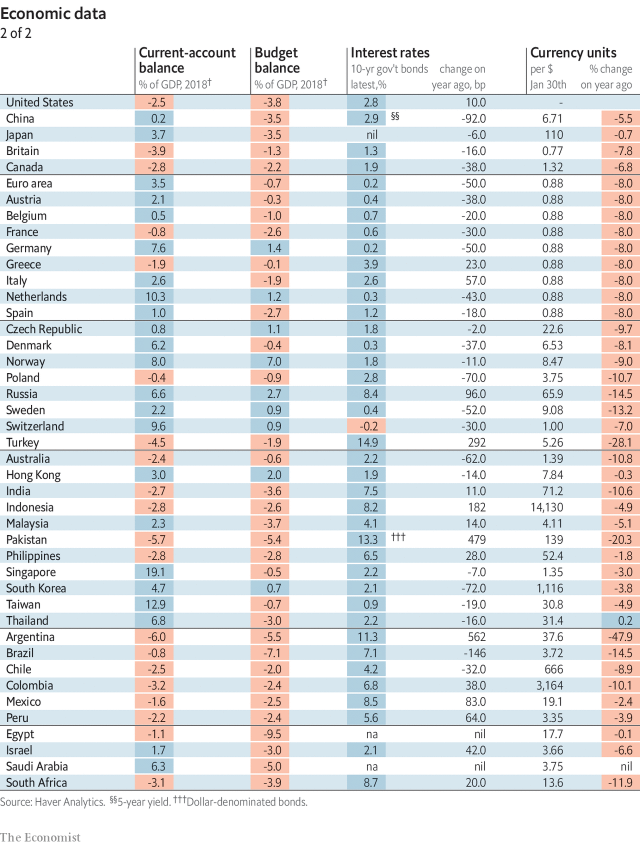 Economic data
2 of 2
Current-account Budget Interest rates Currency units
balance balance 10-yr gov't bonds change on per $ % change
% of GDP, 2018† % of GDP, 2018† latest,% year ago, bp Jan 30th on year ago
United States -2.5 -3.8 2.8 10.0 -
China 0.2 -3.5 2.9 §§ -92.0 6.71 -5.5
Japan 3.7 -3.5 nil -6.0 110 -0.7
Britain -3.9 -1.3 1.3 -16.0 0.77 -7.8
Canada -2.8 -2.2 1.9 -38.0 1.32 -6.8
Euro area 3.5 -0.7 0.2 -50.0 0.88 -8.0
Austria 2.1 -0.3 0.4 -38.0 0.88 -8.0
Belgium 0.5 -1.0 0.7 -20.0 0.88 -8.0
France -0.8 -2.6 0.6 -30.0 0.88 -8.0
Germany 7.6 1.4 0.2 -50.0 0.88 -8.0
Greece -1.9 -0.1 3.9 23.0 0.88 -8.0
Italy 2.6 -1.9 2.6 57.0 0.88 -8.0
Netherlands 10.3 1.2 0.3 -43.0 0.88 -8.0
Spain 1.0 -2.7 1.2 -18.0 0.88 -8.0
Czech Republic 0.8 1.1 1.8 -2.0 22.6 -9.7
Denmark 6.2 -0.4 0.3 -37.0 6.53 -8.1
Norway 8.0 7.0 1.8 -11.0 8.47 -9.0
Poland -0.4 -0.9 2.8 -70.0 3.75 -10.7
Russia 6.6 2.7 8.4 96.0 65.9 -14.5
Sweden 2.2 0.9 0.4 -52.0 9.08 -13.2
Switzerland 9.6 0.9 -0.2 -30.0 1.00 -7.0
Turkey -4.5 -1.9 14.9 292 5.26 -28.1
Australia -2.4 -0.6 2.2 -62.0 1.39 -10.8
Hong Kong 3.0 2.0 1.9 -14.0 7.84 -0.3
India -2.7 -3.6 7.5 11.0 71.2 -10.6
Indonesia -2.8 -2.6 8.2 182 14,130 -4.9
Malaysia 2.3 -3.7 4.1 14.0 4.11 -5.1
Pakistan -5.7 -5.4 13.3 ††† 479 139 -20.3
Philippines -2.8 -2.8 6.5 28.0 52.4 -1.8
Singapore 19.1 -0.5 2.2 -7.0 1.35 -3.0
South Korea 4.7 0.7 2.1 -72.0 1,116 -3.8
Taiwan 12.9 -0.7 0.9 -19.0 30.8 -4.9
Thailand 6.8 -3.0 2.2 -16.0 31.4 0.2
Argentina -6.0 -5.5 11.3 562 37.6 -47.9
Brazil -0.8 -7.1 7.1 -146 3.72 -14.5
Chile -2.5 -2.0 4.2 -32.0 666 -8.9
Colombia -3.2 -2.4 6.8 38.0 3,164 -10.1
Mexico -1.6 -2.5 8.5 83.0 19.1 -2.4
Peru -2.2 -2.4 5.6 64.0 3.35 -3.9
Egypt -1.1 -9.5 na nil 17.7 -0.1
Israel 1.7 -3.0 2.1 42.0 3.66 -6.6
Saudi Arabia 6.3 -5.0 na nil 3.75 nil
South Africa -3.1 -3.9 8.7 20.0 13.6 -11.9
Source: Haver Analytics. §§5-year yield. †††Dollar-denominated bonds.
The Economist